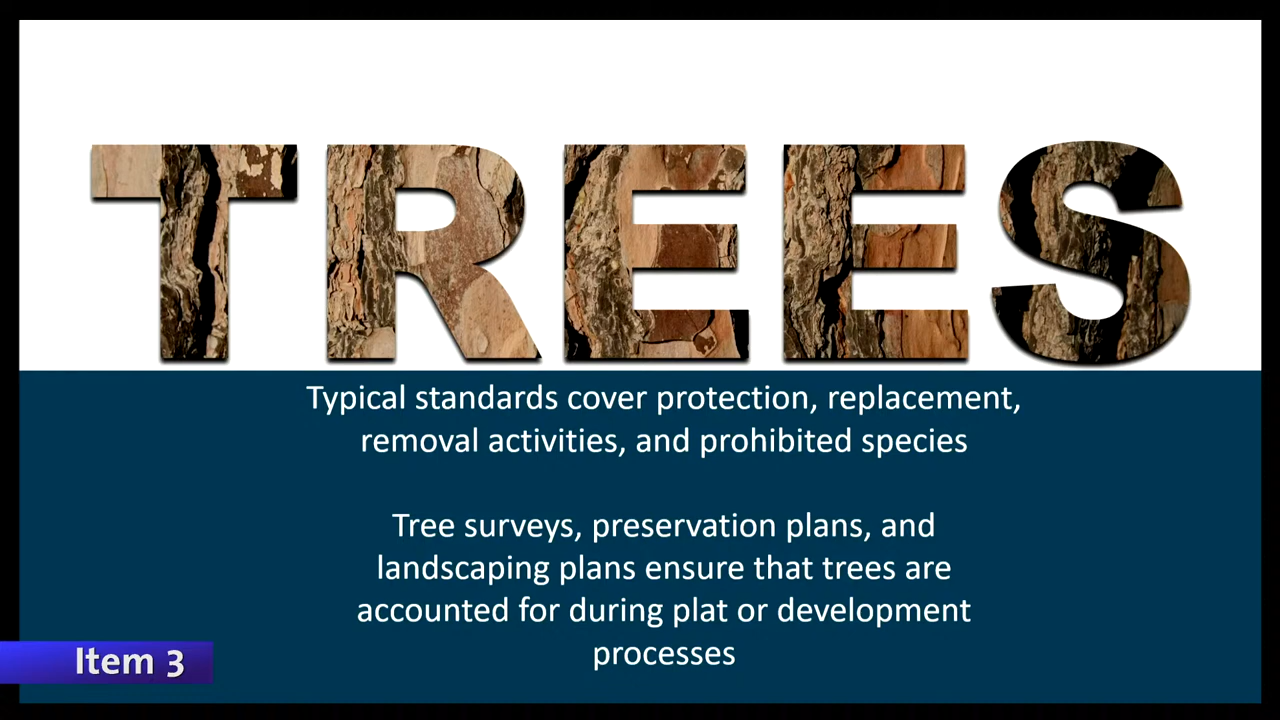 TREES
Typical standards cover protection, replacement,
removal activities, and prohibited species
Tree surveys, preservation plans, and
landscaping plans ensure that trees are
accounted for during plat or development
processes
Item 3